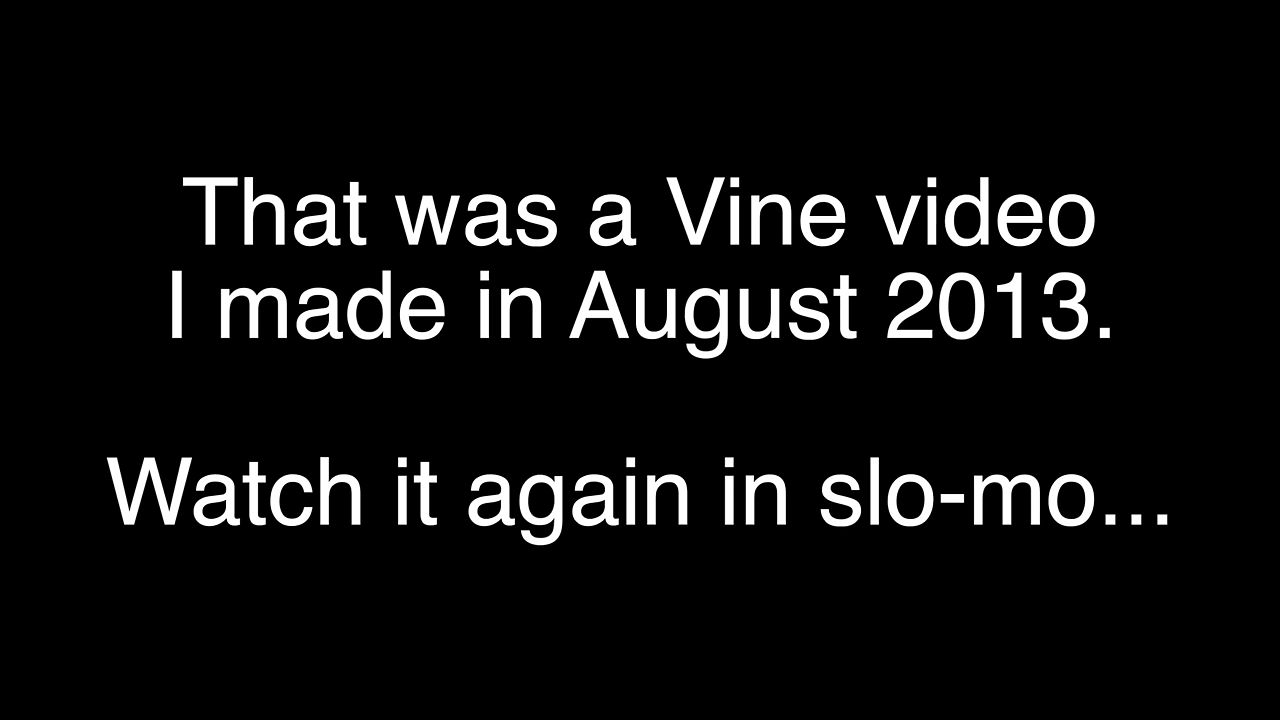 That was a Vine video
I made in August 2013.
Watch it again in slo-mo...